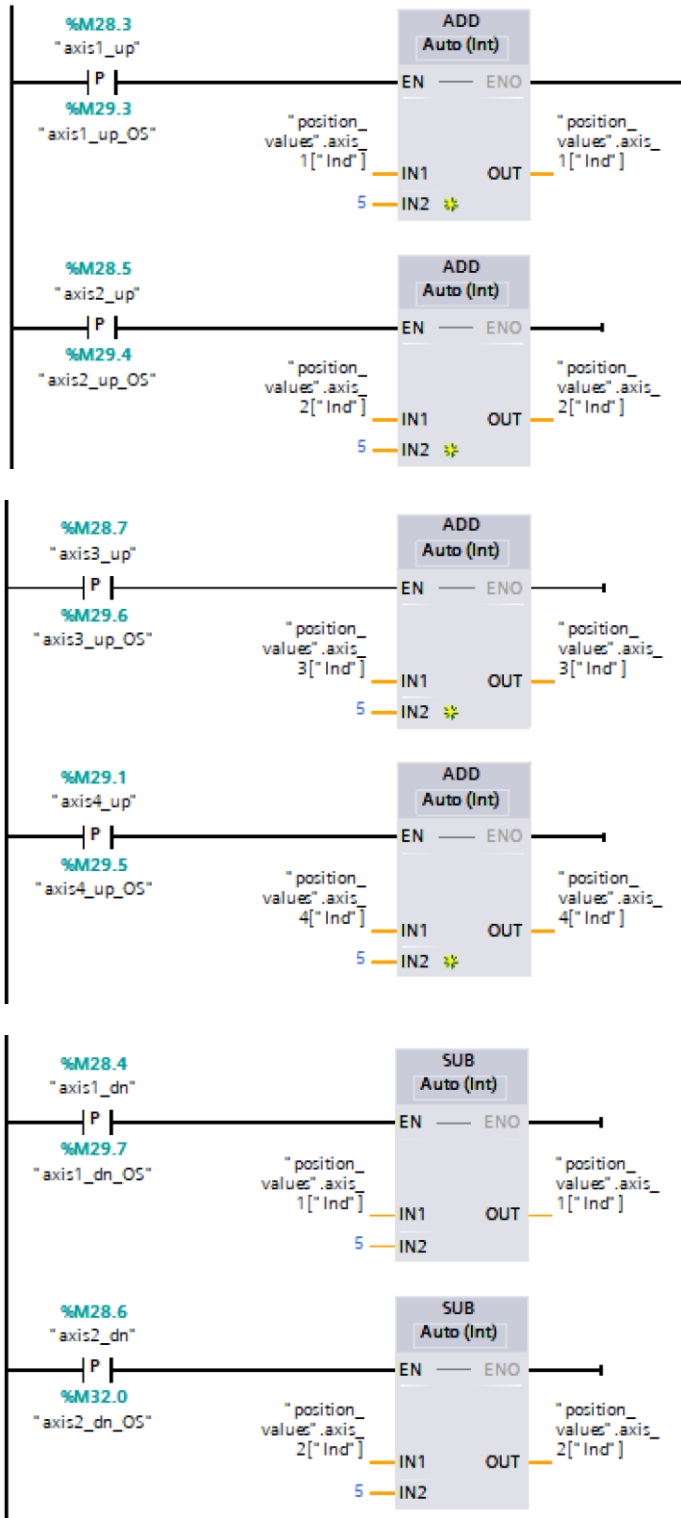 %M28.3
"axis1_up"
P
%M29.3
"axis1_up_OS"
ADD
Auto (Int)
EN
ENO
"position_
values".axis_
1["Ind"]
IN1
5
IN2
OUT
"position_
values".axis_
1["Ind"]
%M28.5
"axis2_up"
P
%M29.4
"axis2_up_OS"
ADD
Auto (Int)
EN
ENO
"position_
values".axis_
2["Ind"]
IN1
5
IN2
OUT
"position_
values".axis_
2["Ind"]
%M28.7
"axis3_up"
P
%M29.6
"axis3_up_OS"
ADD
Auto (Int)
EN
ENO
"position_
values".axis_
3["Ind"]
IN1
5
IN2
OUT
"position_
values".axis_
3["Ind"]
%M29.1
"axis4_up"
P
%M29.5
"axis4_up_OS"
ADD
Auto (Int)
EN
ENO
"position_
values".axis_
4["Ind"]
IN1
5
IN2
OUT
"position_
values".axis_
4["Ind"]
%M28.4
"axis1_dn"
P
%M29.7
"axis1_dn_OS"
SUB
Auto (Int)
EN
ENO
"position_
values".axis_
1["Ind"]
IN1
5
IN2
OUT
"position_
values".axis_
1["Ind"]
%M28.6
"axis2_dn"
P
%M32.0
"axis2_dn_OS"
SUB
Auto (Int)
EN
ENO
"position_
values".axis_
2["Ind"]
IN1
5
IN2
OUT
"position_
values".axis_
2["Ind"]